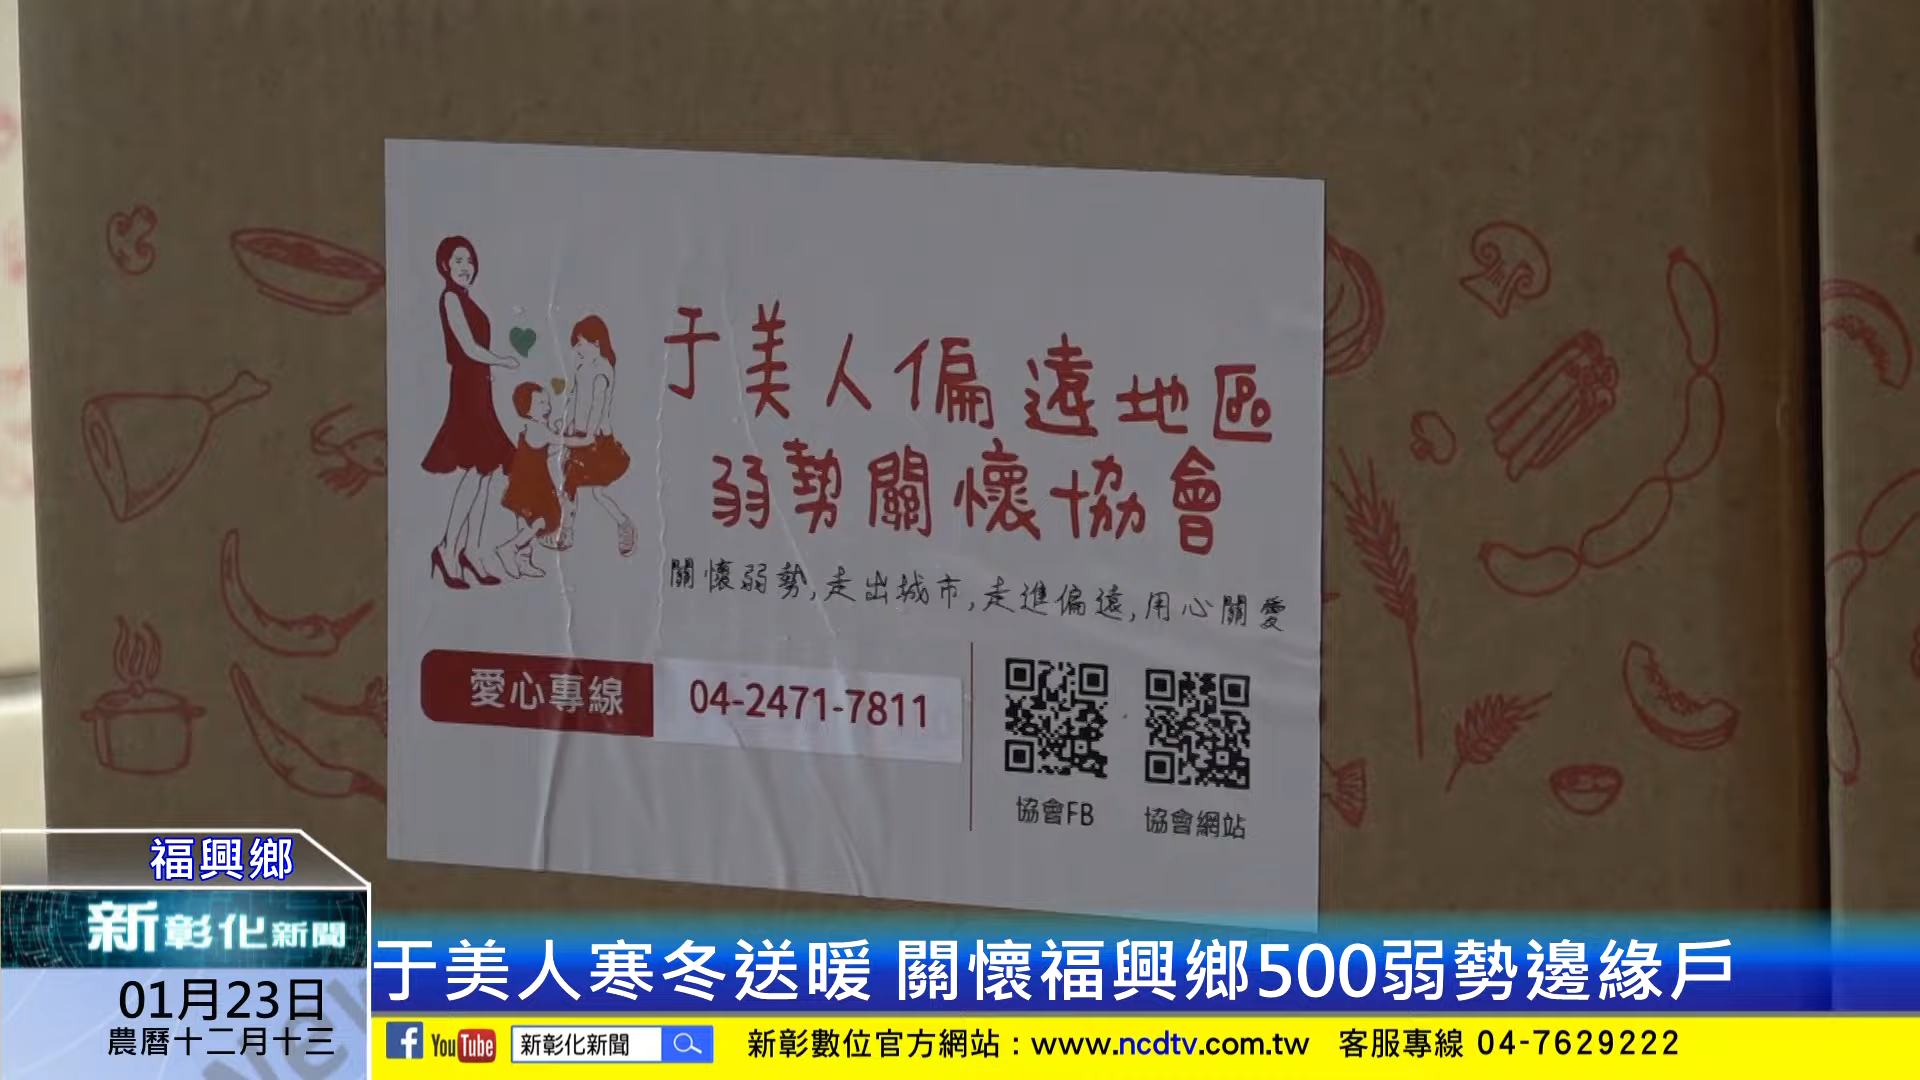 于美人偏遠地區
弱勢關懷協會
關懷弱勢,走出城市,走進偏遠,用心關愛
愛心專線
04-2471-7811
協會FB
協會網站
福興鄉
新彰化新聞
01月23日
農曆十二月十三
于美人寒冬送暖 關懷福興鄉500弱勢邊緣戶
YouTube
新彰化新聞
新彰數位官方網站:www.ncdtv.com.tw 客服專線 04-7629222